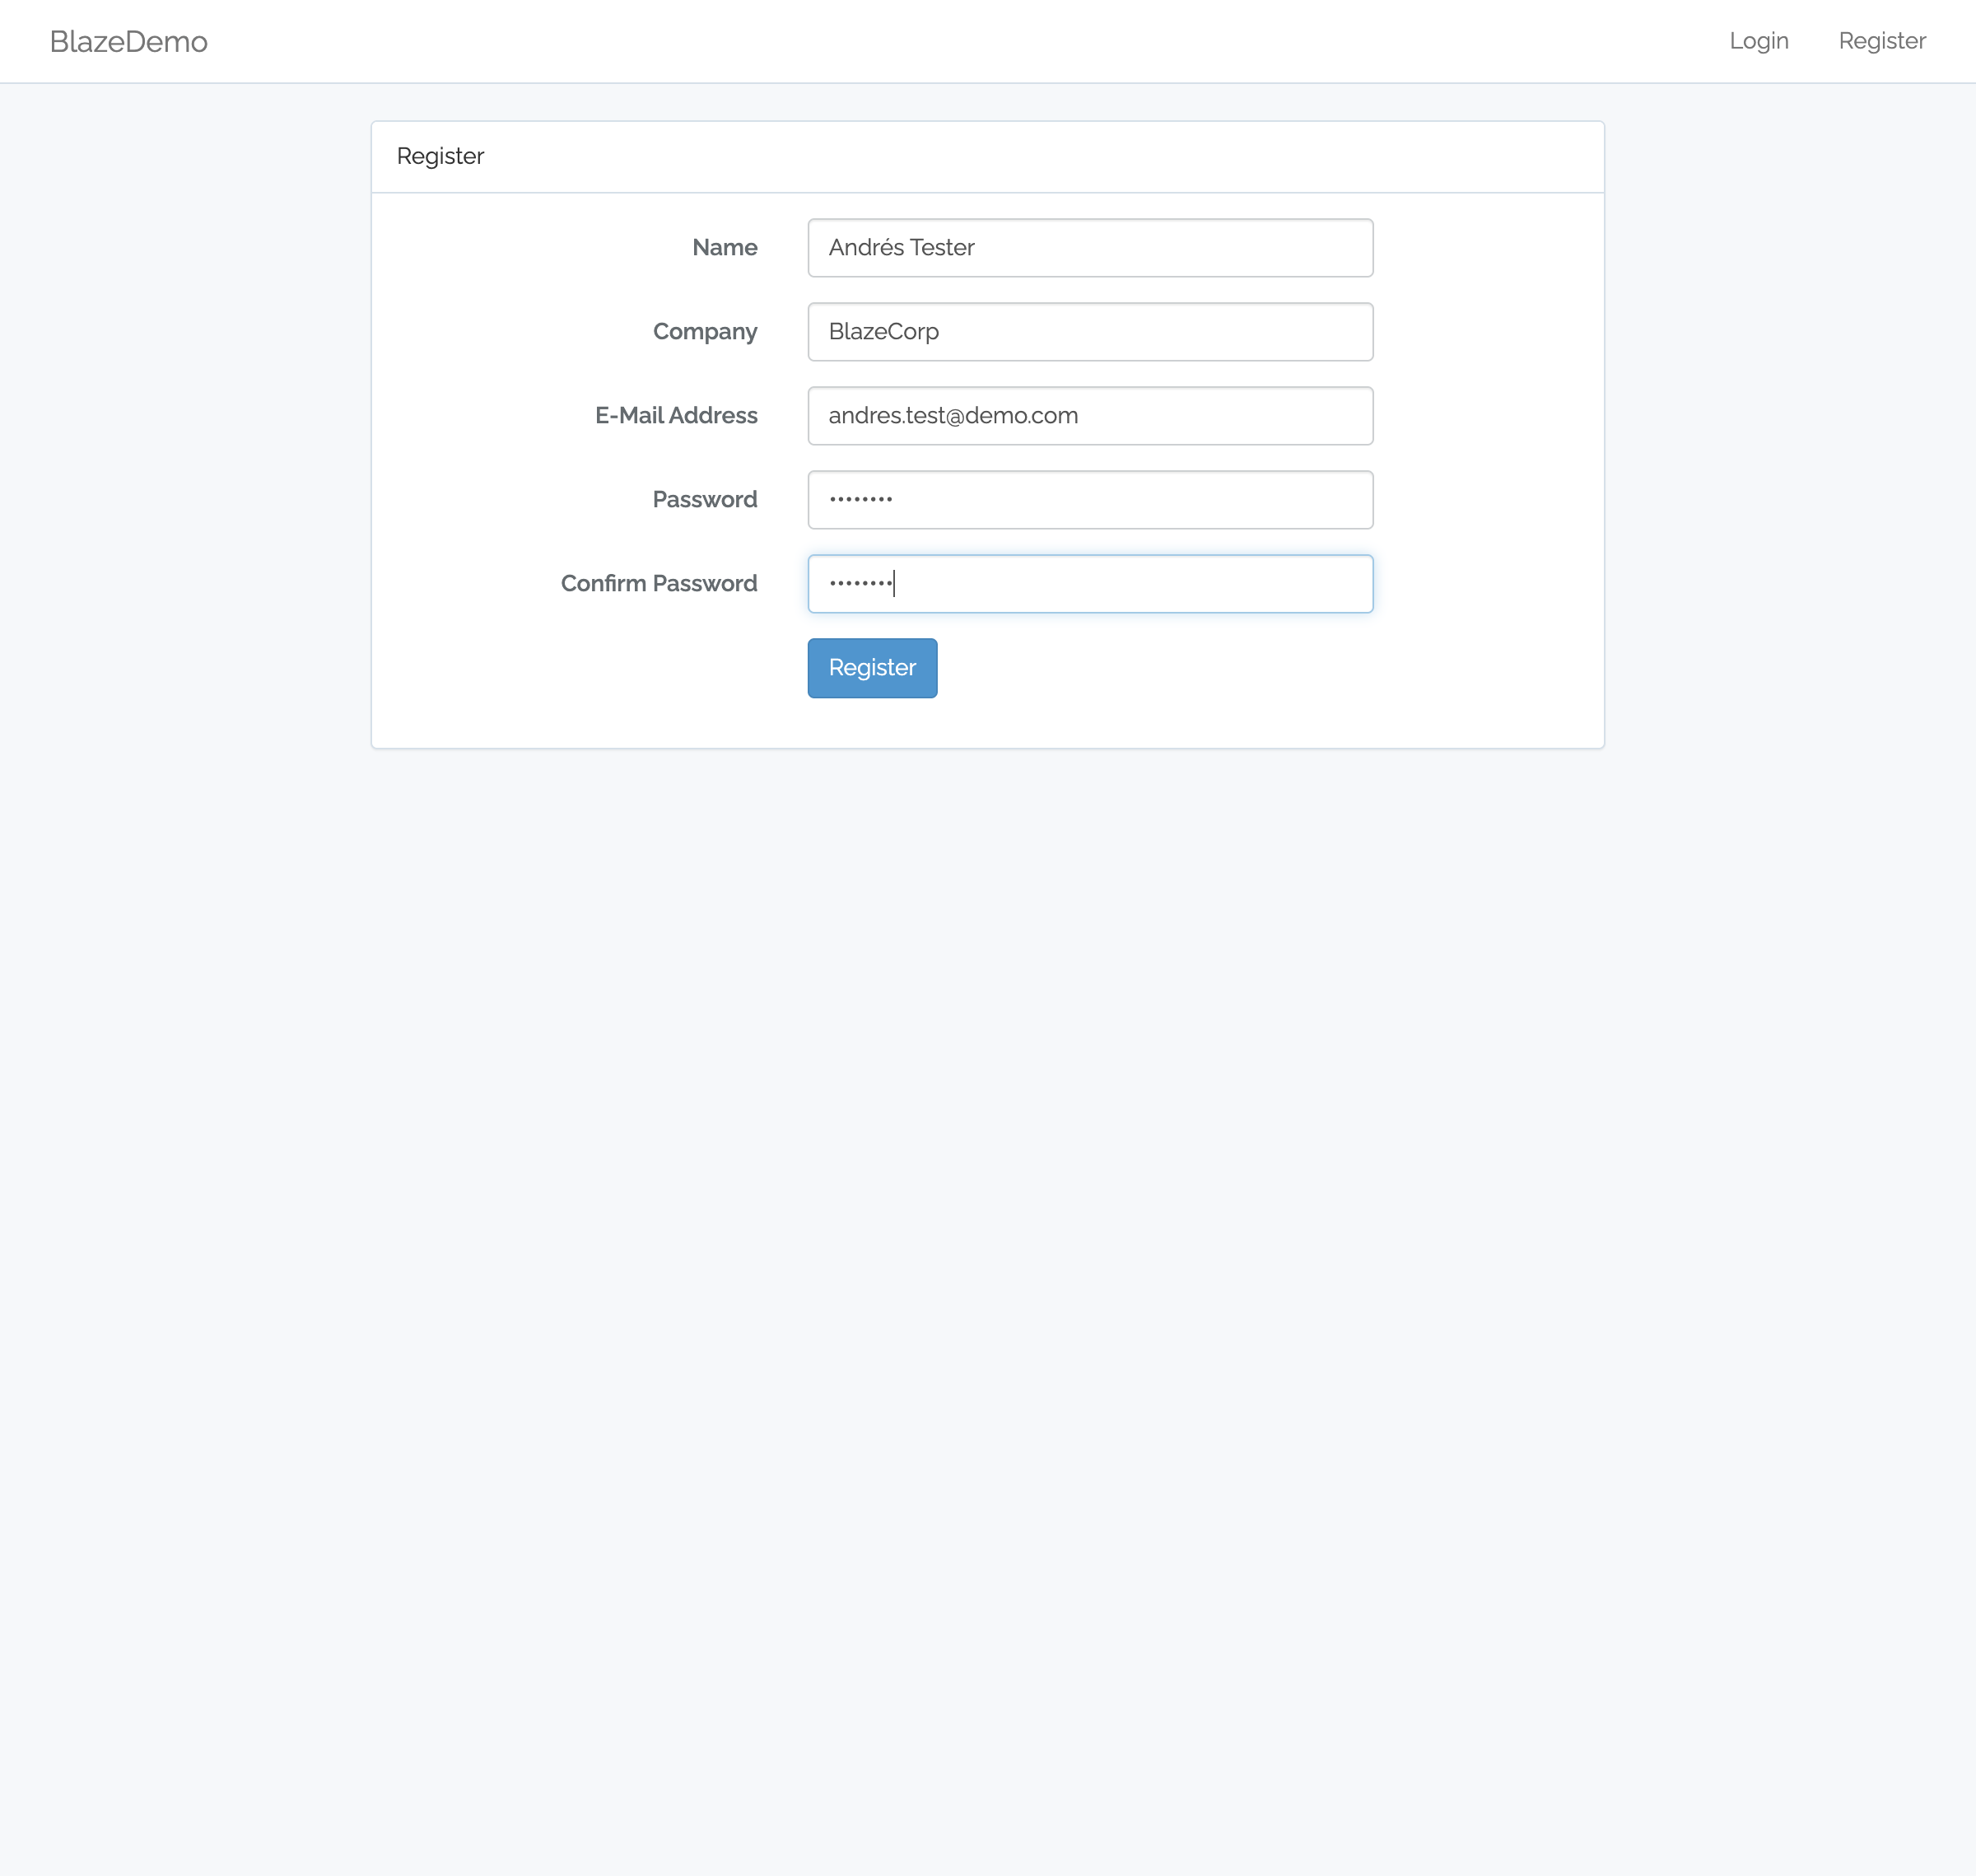 BlazeDemo Login Register
Register
Name Andrés Tester
Company BlazeCorp
E-Mail Address andres.test@demo.com
Password ••••••••
Confirm Password ••••••••
Register